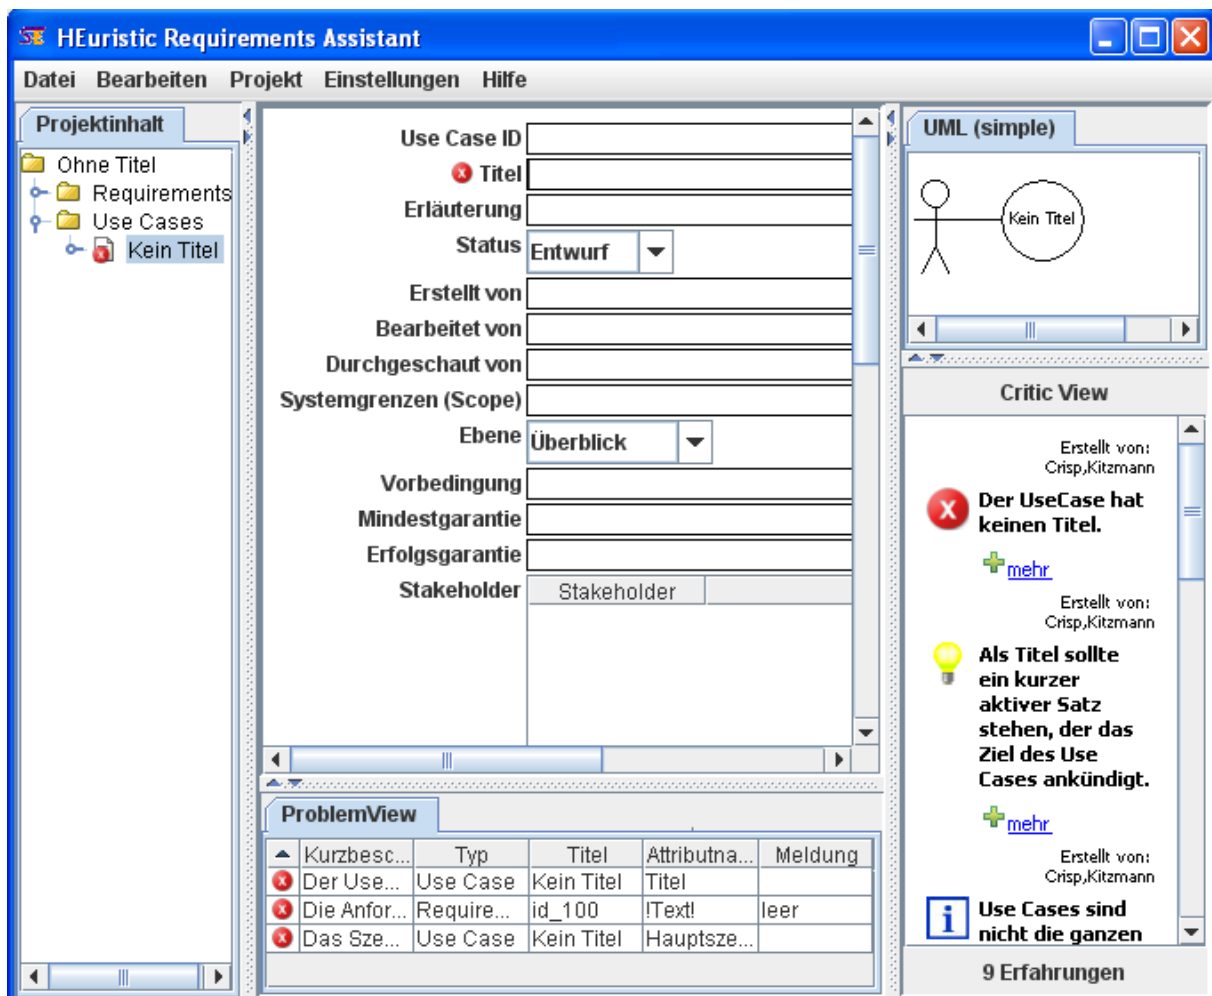 HEuristic Requirements Assistant
Datei Bearbeiten Projekt Einstellungen Hilfe
Projektinhalt
Ohne Titel
Requirements
Use Cases
Kein Titel
Use Case ID
Titel
Erläuterung
Status Entwurf
Erstellt von
Bearbeitet von
Durchgeschaut von
Systemgrenzen (Scope)
Ebene Überblick
Vorbedingung
Mindestgarantie
Erfolgsgarantie
Stakeholder Stakeholder
ProblemView
Kurzbesc... Typ Titel Attributna... Meldung
Der Use... Use Case Kein Titel Titel
Die Anfor... Require... id_100 !Text! leer
Das Sze... Use Case Kein Titel Hauptsze...
UML (simple)
Kein Titel
Critic View
Erstellt von:
Crisp,Kitzmann
Der UseCase hat
keinen Titel.
mehr
Erstellt von:
Crisp,Kitzmann
Als Titel sollte
ein kurzer
aktiver Satz
stehen, der das
Ziel des Use
Cases ankündigt.
mehr
Erstellt von:
Crisp,Kitzmann
Use Cases sind
nicht die ganzen
9 Erfahrungen